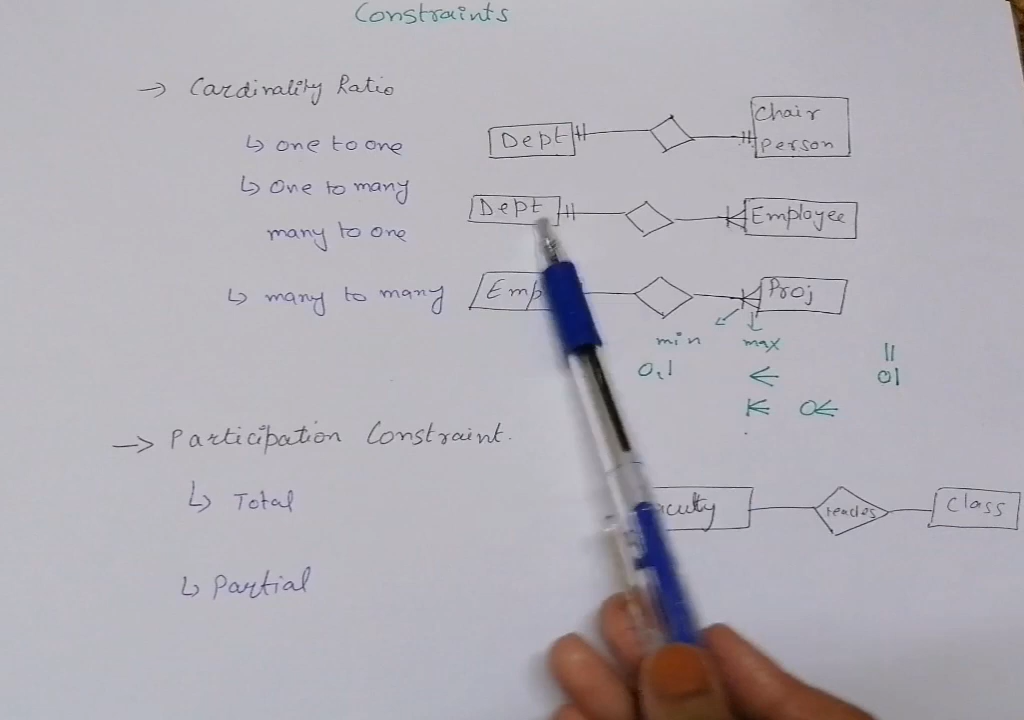 Constraints
→ Cardinality Ratio
↳ one to one
Dept
Chair
person
↳ one to many
Dept
Employee
many to one
↳ many to many
Emp
Proj
min
max
0,1
→ Participation Constraint.
↳ Total
teaches
Class
↳ Partial